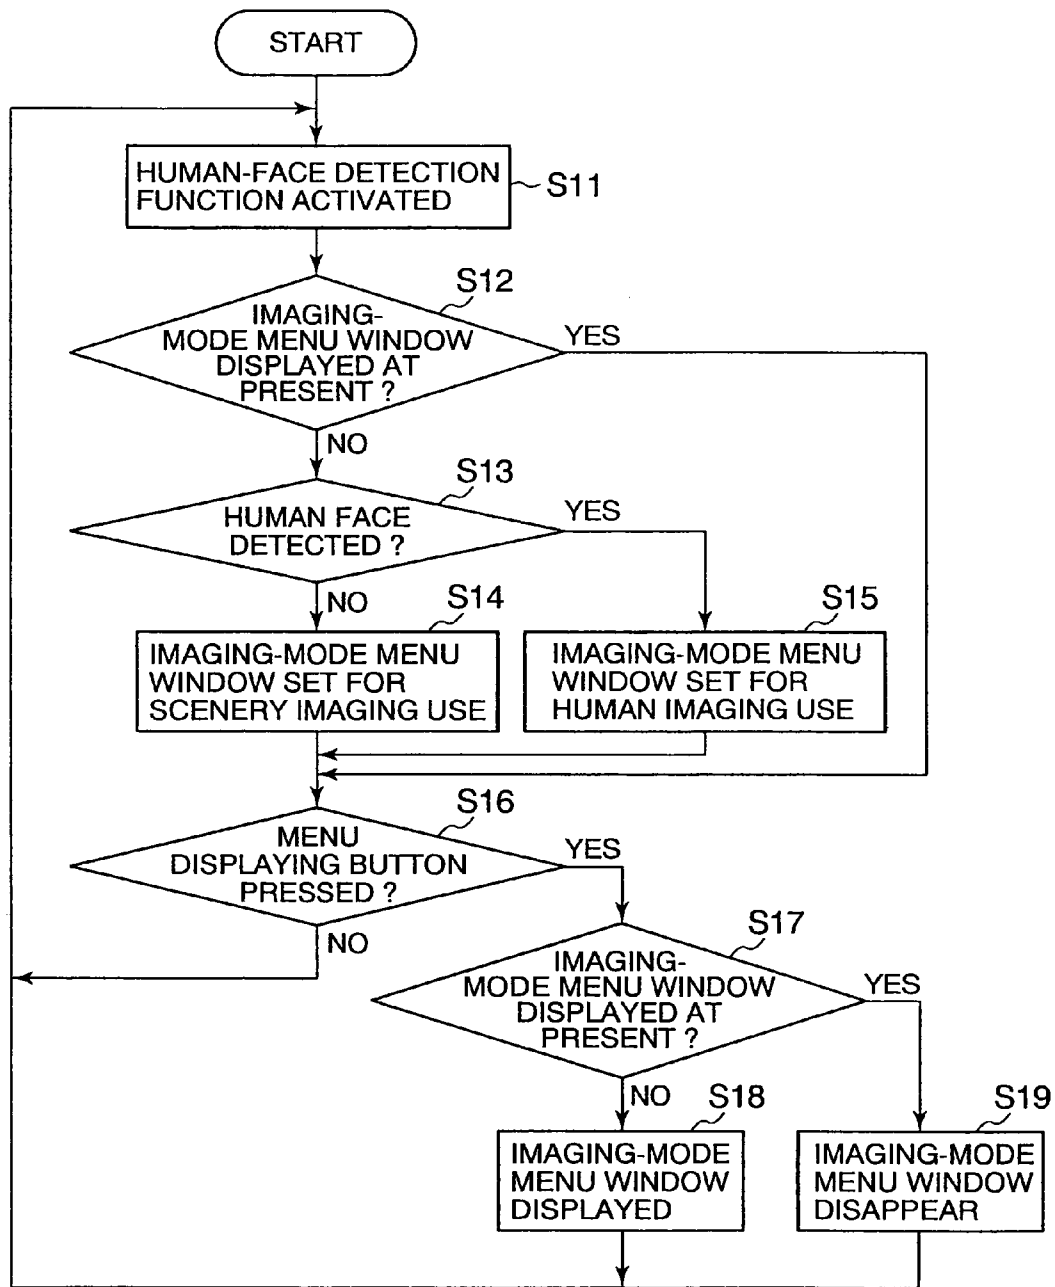 START
HUMAN-FACE DETECTION
FUNCTION ACTIVATED
S11
S12
IMAGING-
MODE MENU WINDOW
DISPLAYED AT
PRESENT ?
YES
NO
S13
HUMAN FACE
DETECTED ?
YES
NO
S14
IMAGING-MODE MENU
WINDOW SET FOR
SCENERY IMAGING USE
S15
IMAGING-MODE MENU
WINDOW SET FOR
HUMAN IMAGING USE
S16
MENU
DISPLAYING BUTTON
PRESSED ?
YES
NO
S17
IMAGING-
MODE MENU WINDOW
DISPLAYED AT
PRESENT ?
YES
NO
S18
IMAGING-MODE
MENU WINDOW
DISPLAYED
S19
IMAGING-MODE
MENU WINDOW
DISAPPEAR